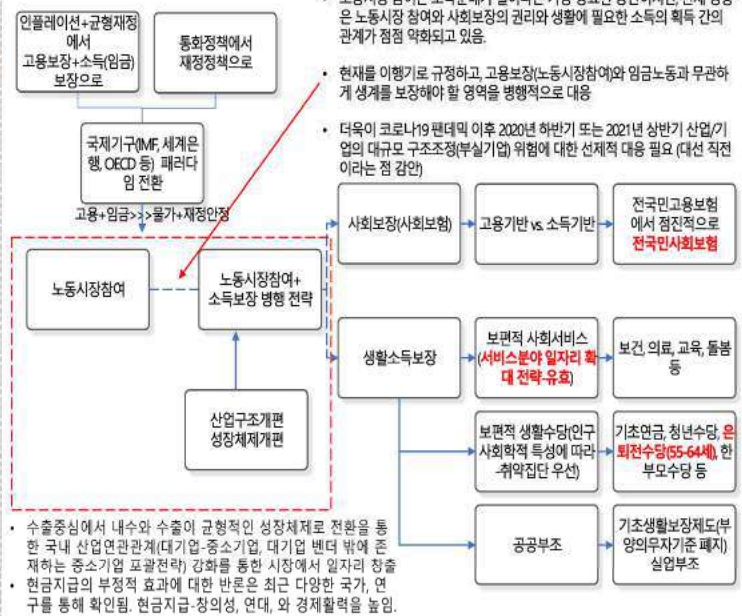 은 노동시장 참여와 사회보장의 권리와 생활에 필요한 소득의 획득 간의
관계가 점점 약화되고 있음.
• 현재를 이행기로 규정하고, 고용보장(노동시장참여)와 임금노동과 무관하
게 생계를 보장해야 할 영역을 병행적으로 대응
• 더욱이 코로나19 팬데믹 이후 2020년 하반기 또는 2021년 상반기 산업/기
업의 대규모 구조조정(부실기업) 위험에 대한 선제적 대응 필요 (대선 직전
이라는 점 감안)
인플레이션+균형재정
에서
고용보장+소득(임금)
보장으로
통화정책에서
재정정책으로
국제기구(IMF, 세계은
행, OECD 등) 패러다
임 전환
고용+임금>>>물가+재정안정
노동시장참여
노동시장참여+
소득보장 병행 전략
산업구조개편
성장체제개편
사회보장(사회보험)
고용기반 vs. 소득기반
전국민고용보험
에서 점진적으로
전국민사회보험
생활소득보장
보편적 사회서비스
(서비스분야 일자리 확
대 전략-유효)
보건, 의료, 교육, 돌봄
등
보편적 생활수당(인구
사회학적 특성에 따라
-취약집단 우선)
기초연금, 청년수당, 은
퇴전수당(55-64세), 한
부모수당 등
공공부조
기초생활보장제도(부
양의무자기준 폐지)
실업부조
• 수출중심에서 내수와 수출이 균형적인 성장체제로 전환을 통
한 국내 산업연관관계(대기업-중소기업, 대기업 벤더 밖에 존
재하는 중소기업 포괄전략) 강화를 통한 시장에서 일자리 창출
• 현금지급의 부정적 효과에 대한 반론은 최근 다양한 국가, 연
구를 통해 확인됨. 현금지급-창의성, 연대, 와 경제활력을 높임.